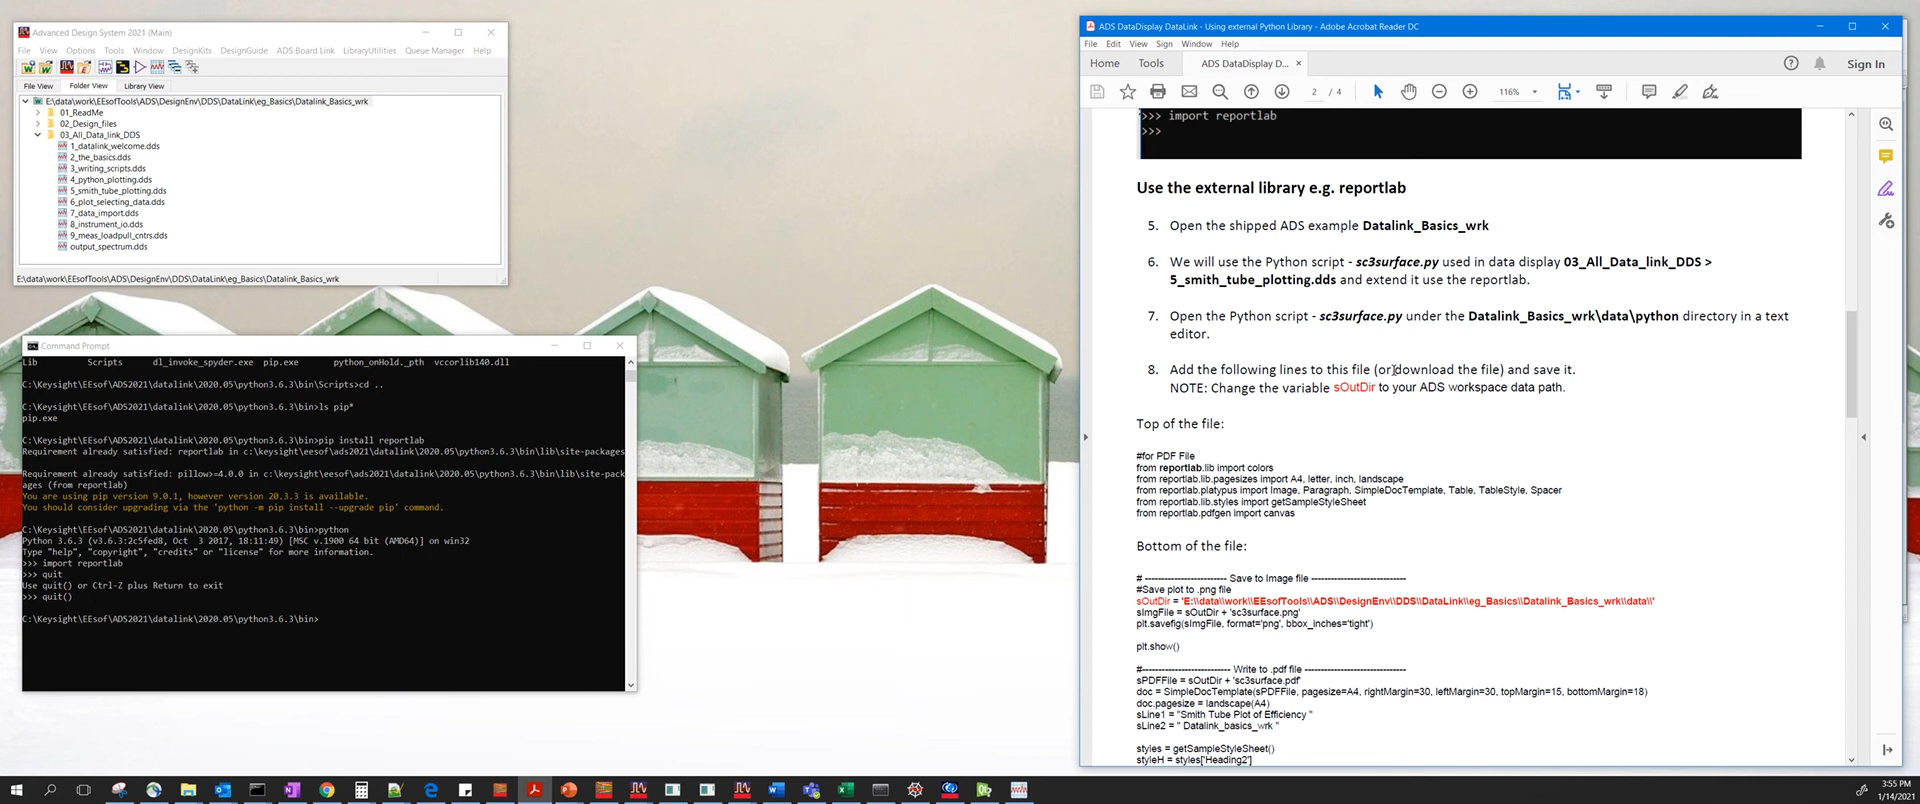 Advanced Design System 2021 (Main)
File View Options Tools Window DesignKits DesignGuide ADS Board Link LibraryUtilities Queue Manager Help
File View Folder View Library View
E:\data\work\EEsofTools\ADS\DesignEnv\DDS\DataLink\eg_Basics\Datalink_Basics_wrk
01_ReadMe
02_Design_files
03_All_Data_link_DDS
1_datalink_welcome.dds
2_the_basics.dds
3_writing_scripts.dds
4_python_plotting.dds
5_smith_tube_plotting.dds
6_plot_selecting_data.dds
7_data_import.dds
8_instrument_io.dds
9_meas_loadpull_cntrs.dds
output_spectrum.dds
E:\data\work\EEsofTools\ADS\DesignEnv\DDS\DataLink\eg_Basics\Datalink_Basics_wrk
Command Prompt
Lib Scripts dl_invoke_spyder.exe pip.exe python_onHold._pth vccorlib140.dll
C:\Keysight\EEsof\ADS2021\datalink\2020.05\python3.6.3\bin\Scripts>cd ..
C:\Keysight\EEsof\ADS2021\datalink\2020.05\python3.6.3\bin>ls pip*
pip.exe
C:\Keysight\EEsof\ADS2021\datalink\2020.05\python3.6.3\bin>pip install reportlab
Requirement already satisfied: reportlab in c:\keysight\eesof\ads2021\datalink\2020.05\python3.6.3\bin\lib\site-packages
Requirement already satisfied: pillow>=4.0.0 in c:\keysight\eesof\ads2021\datalink\2020.05\python3.6.3\bin\lib\site-pack
ages (from reportlab)
You are using pip version 9.0.1, however version 20.3.3 is available.
You should consider upgrading via the 'python -m pip install --upgrade pip' command.
C:\Keysight\EEsof\ADS2021\datalink\2020.05\python3.6.3\bin>python
Python 3.6.3 (v3.6.3:2c5fed8, Oct 3 2017, 18:11:49) [MSC v.1900 64 bit (AMD64)] on win32
Type "help", "copyright", "credits" or "license" for more information.
>>> import reportlab
>>> quit
Use quit() or Ctrl-Z plus Return to exit
>>> quit()
C:\Keysight\EEsof\ADS2021\datalink\2020.05\python3.6.3\bin>
ADS DataDisplay DataLink - Using external Python Library - Adobe Acrobat Reader DC
File Edit View Sign Window Help
Home Tools ADS DataDisplay D... × Sign In
2 / 4 116%
>>> import reportlab
>>>
Use the external library e.g. reportlab
5. Open the shipped ADS example Datalink_Basics_wrk
6. We will use the Python script - sc3surface.py used in data display 03_All_Data_link_DDS >
5_smith_tube_plotting.dds and extend it use the reportlab.
7. Open the Python script - sc3surface.py under the Datalink_Basics_wrk\data\python directory in a text
editor.
8. Add the following lines to this file (or download the file) and save it.
NOTE: Change the variable sOutDir to your ADS workspace data path.
Top of the file:
#for PDF File
from reportlab.lib import colors
from reportlab.lib.pagesizes import A4, letter, inch, landscape
from reportlab.platypus import Image, Paragraph, SimpleDocTemplate, Table, TableStyle, Spacer
from reportlab.lib.styles import getSampleStyleSheet
from reportlab.pdfgen import canvas
Bottom of the file:
# -------------------------- Save to Image file ------------------------------
#Save plot to .png file
sOutDir = 'E:\\data\\work\\EEsofTools\\ADS\\DesignEnv\\DDS\\DataLink\\eg_Basics\\Datalink_Basics_wrk\\data\\'
sImgFile = sOutDir + 'sc3surface.png'
plt.savefig(sImgFile, format='png', bbox_inches='tight')
plt.show()
#---------------------------- Write to .pdf file --------------------------------
sPDFFile = sOutDir + 'sc3surface.pdf'
doc = SimpleDocTemplate(sPDFFile, pagesize=A4, rightMargin=30, leftMargin=30, topMargin=15, bottomMargin=18)
doc.pagesize = landscape(A4)
sLine1 = "Smith Tube Plot of Efficiency "
sLine2 = " Datalink_basics_wrk "
styles = getSampleStyleSheet()
styleH = styles['Heading2']
3:55 PM
1/14/2021